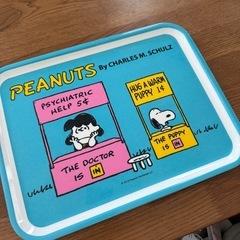 PEANUTS By CHARLES M. SCHULZ
PSYCHIATRIC
HELP 5¢
THE DOCTOR
IS IN
HUG A WARM
PUPPY 1¢
THE PUPPY
IS IN